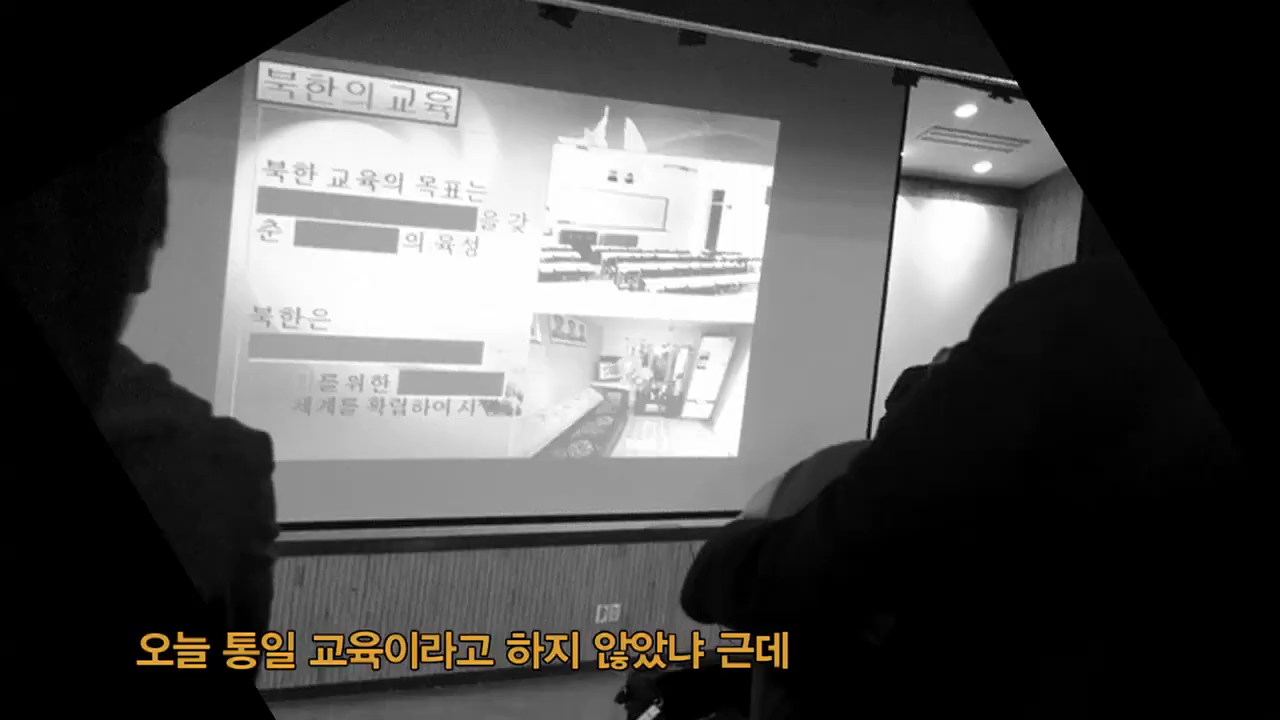 북한의 교육
북한 교육의 목표는
을 갖
춘
의 육성
북한은
를 위한
체계를 확립하여 시
오늘 통일 교육이라고 하지 않았냐 근데